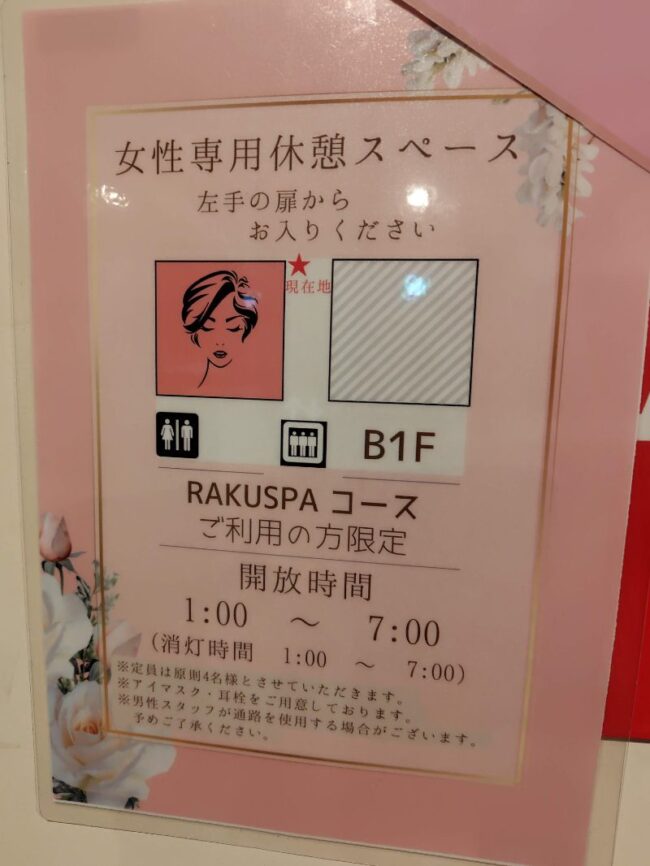 女性専用休憩スペース
左手の扉から
お入りください
★
現在地
B1F
RAKUSPA コース
ご利用の方限定
開放時間
1:00 ～ 7:00
(消灯時間 1:00 ～ 7:00)
※定員は原則4名様とさせていただきます。
※アイマスク・耳栓をご用意しております。
※男性スタッフが通路を使用する場合がございます。
予めご了承ください。